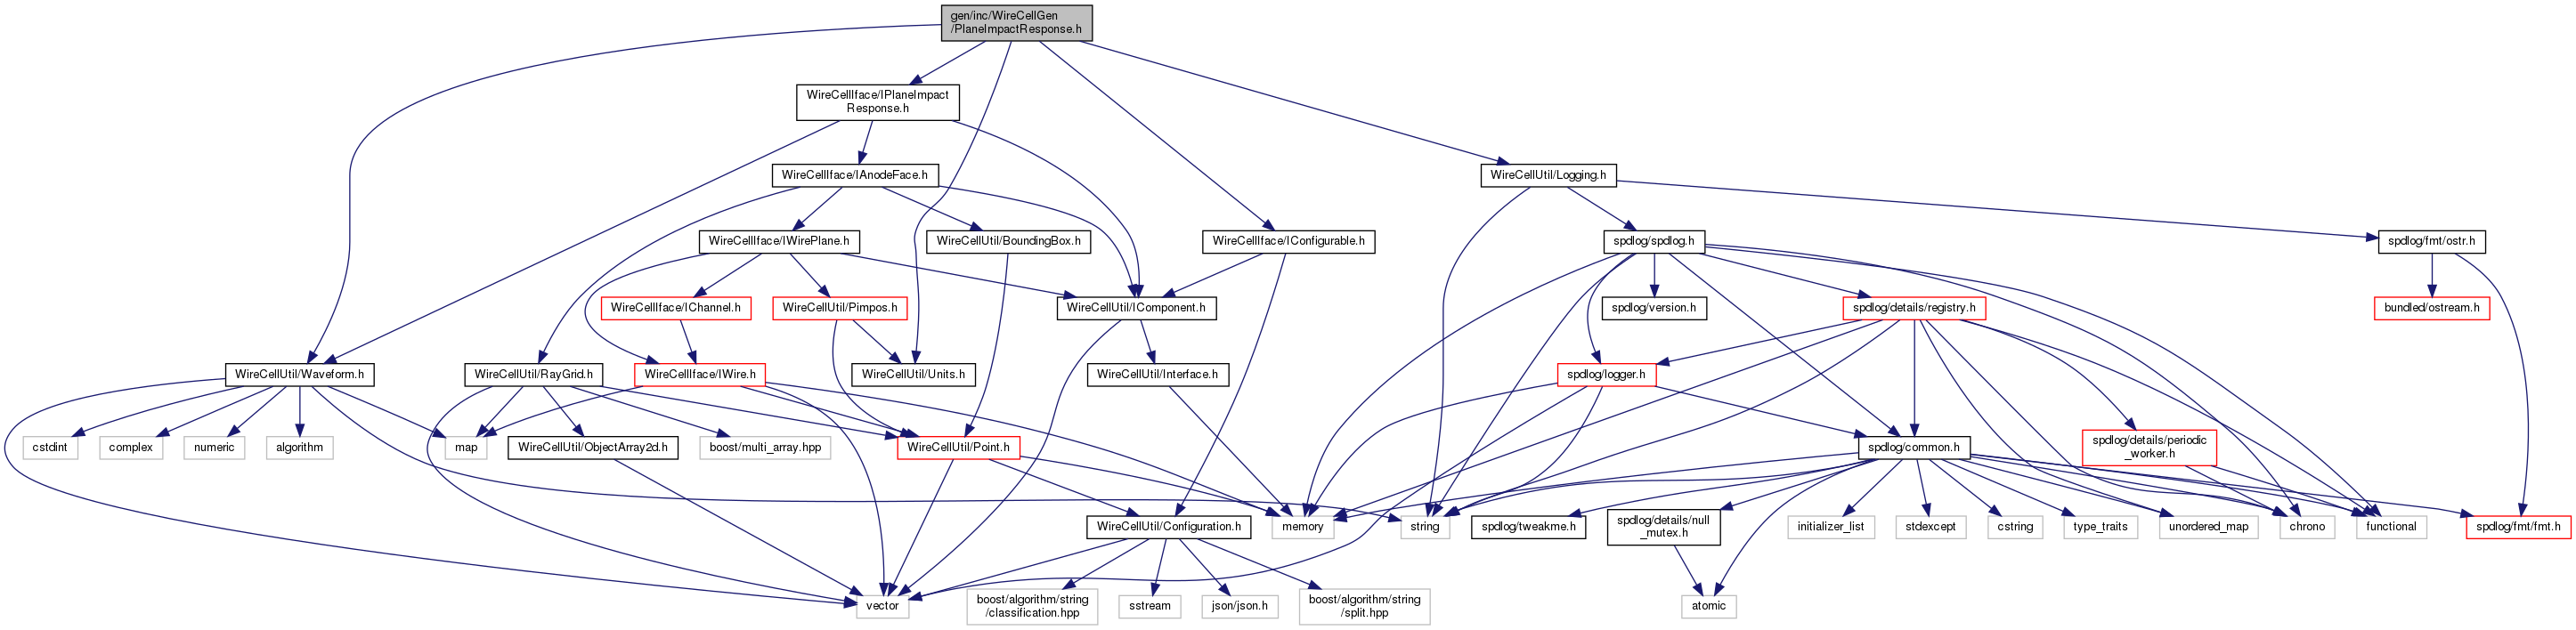 gen/inc/WireCellGen
/PlaneImpactResponse.h
WireCellIface/IPlaneImpact
Response.h
WireCellIface/IAnodeFace.h
WireCellUtil/Logging.h
WireCellIface/IWirePlane.h
WireCellUtil/BoundingBox.h
WireCellIface/IConfigurable.h
spdlog/spdlog.h
spdlog/fmt/ostr.h
WireCellIface/IChannel.h
WireCellUtil/Pimpos.h
WireCellUtil/IComponent.h
spdlog/version.h
spdlog/details/registry.h
bundled/ostream.h
WireCellUtil/Waveform.h
WireCellUtil/RayGrid.h
WireCellIface/IWire.h
WireCellUtil/Units.h
WireCellUtil/Interface.h
spdlog/logger.h
cstdint
complex
numeric
algorithm
map
WireCellUtil/ObjectArray2d.h
boost/multi_array.hpp
WireCellUtil/Point.h
spdlog/common.h
spdlog/details/periodic
_worker.h
WireCellUtil/Configuration.h
memory
string
spdlog/tweakme.h
spdlog/details/null
_mutex.h
initializer_list
stdexcept
cstring
type_traits
unordered_map
chrono
functional
spdlog/fmt/fmt.h
vector
boost/algorithm/string
/classification.hpp
sstream
json/json.h
boost/algorithm/string
/split.hpp
atomic